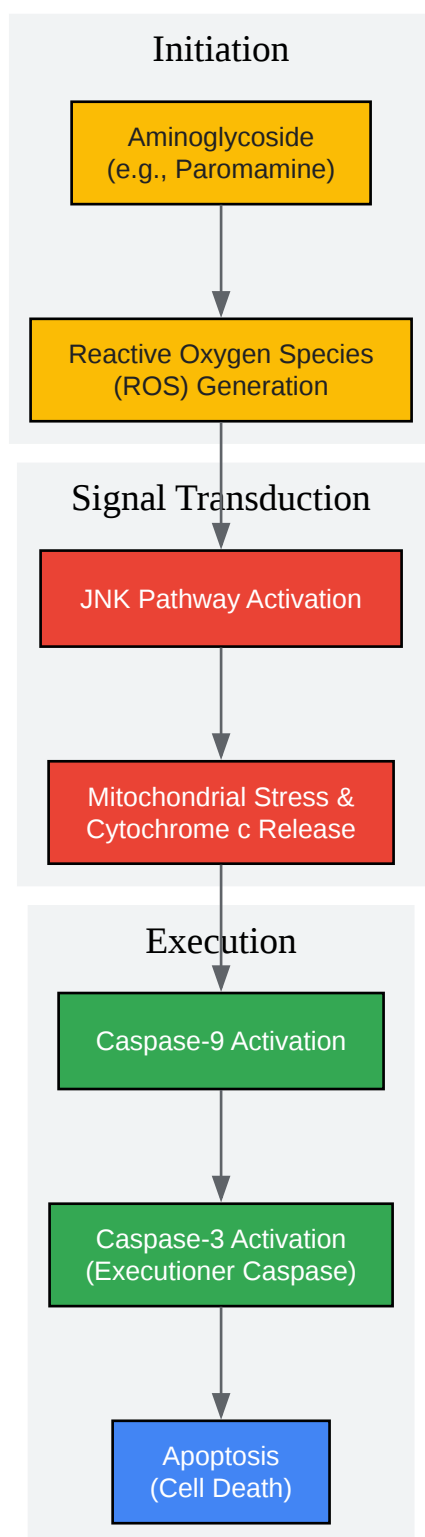 Initiation
Aminoglycoside
(e.g., Paromamine)
Reactive Oxygen Species
(ROS) Generation
Signal Transduction
JNK Pathway Activation
Mitochondrial Stress &
Cytochrome c Release
Execution
Caspase-9 Activation
Caspase-3 Activation
(Executioner Caspase)
Apoptosis
(Cell Death)